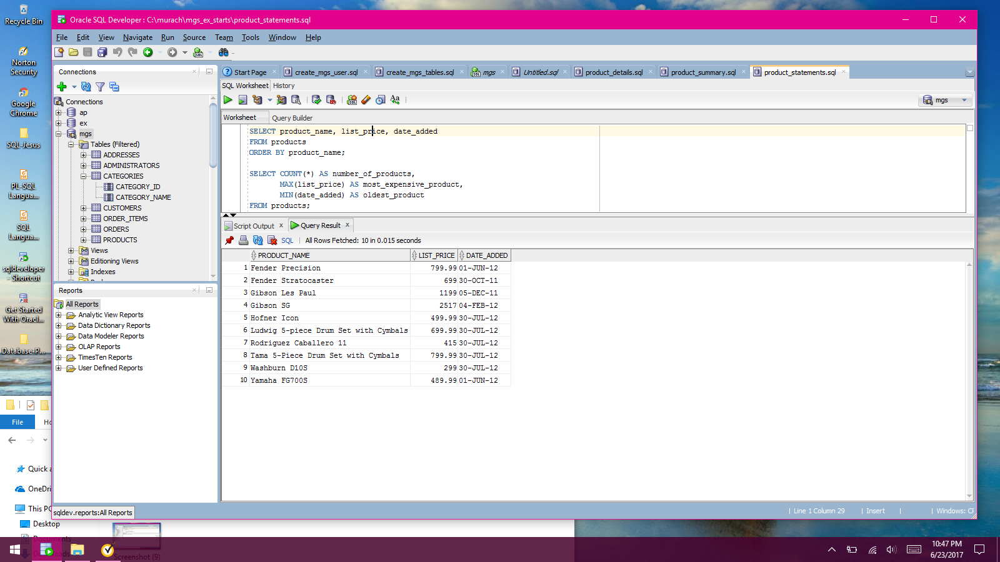 Recycle Bin
Norton
Security
Google
Chrome
SQL-Jesus
PL-SQL
Langua...
SQL
Langua...
sqldeveloper
- Shortcut
Get Started
With Oracl...
Database-P...
Oracle SQL Developer : C:\murach\mgs_ex_starts\product_statements.sql
File Edit View Navigate Run Source Team Tools Window Help
Connections
Connections
ap
ex
mgs
Tables (Filtered)
ADDRESSES
ADMINISTRATORS
CATEGORIES
CATEGORY_ID
CATEGORY_NAME
CUSTOMERS
ORDER_ITEMS
ORDERS
PRODUCTS
Views
Editioning Views
Indexes
Reports
All Reports
Analytic View Reports
Data Dictionary Reports
Data Modeler Reports
OLAP Reports
TimesTen Reports
User Defined Reports
sqldev.reports:All Reports
Start Page create_mgs_user.sql create_mgs_tables.sql mgs Untitled.sql product_details.sql product_summary.sql product_statements.sql
SQL Worksheet History
mgs
Worksheet Query Builder
SELECT product_name, list_price, date_added
FROM products
ORDER BY product_name;
SELECT COUNT(*) AS number_of_products,
MAX(list_price) AS most_expensive_product,
MIN(date_added) AS oldest_product
FROM products;
Script Output Query Result
SQL | All Rows Fetched: 10 in 0.015 seconds
PRODUCT_NAME LIST_PRICE DATE_ADDED
1 Fender Precision 799.99 01-JUN-12
2 Fender Stratocaster 699 30-OCT-11
3 Gibson Les Paul 1199 05-DEC-11
4 Gibson SG 2517 04-FEB-12
5 Hofner Icon 499.99 30-JUL-12
6 Ludwig 5-piece Drum Set with Cymbals 699.99 30-JUL-12
7 Rodriguez Caballero 11 415 30-JUL-12
8 Tama 5-Piece Drum Set with Cymbals 799.99 30-JUL-12
9 Washburn D10S 299 30-JUL-12
10 Yamaha FG700S 489.99 01-JUN-12
| Line 1 Column 29 | Insert | | Windows: CF
File Ho
Quick a
OneDri
This PC
Desktop
Documents
Downloads
Screenshot (9)
10:47 PM
6/23/2017